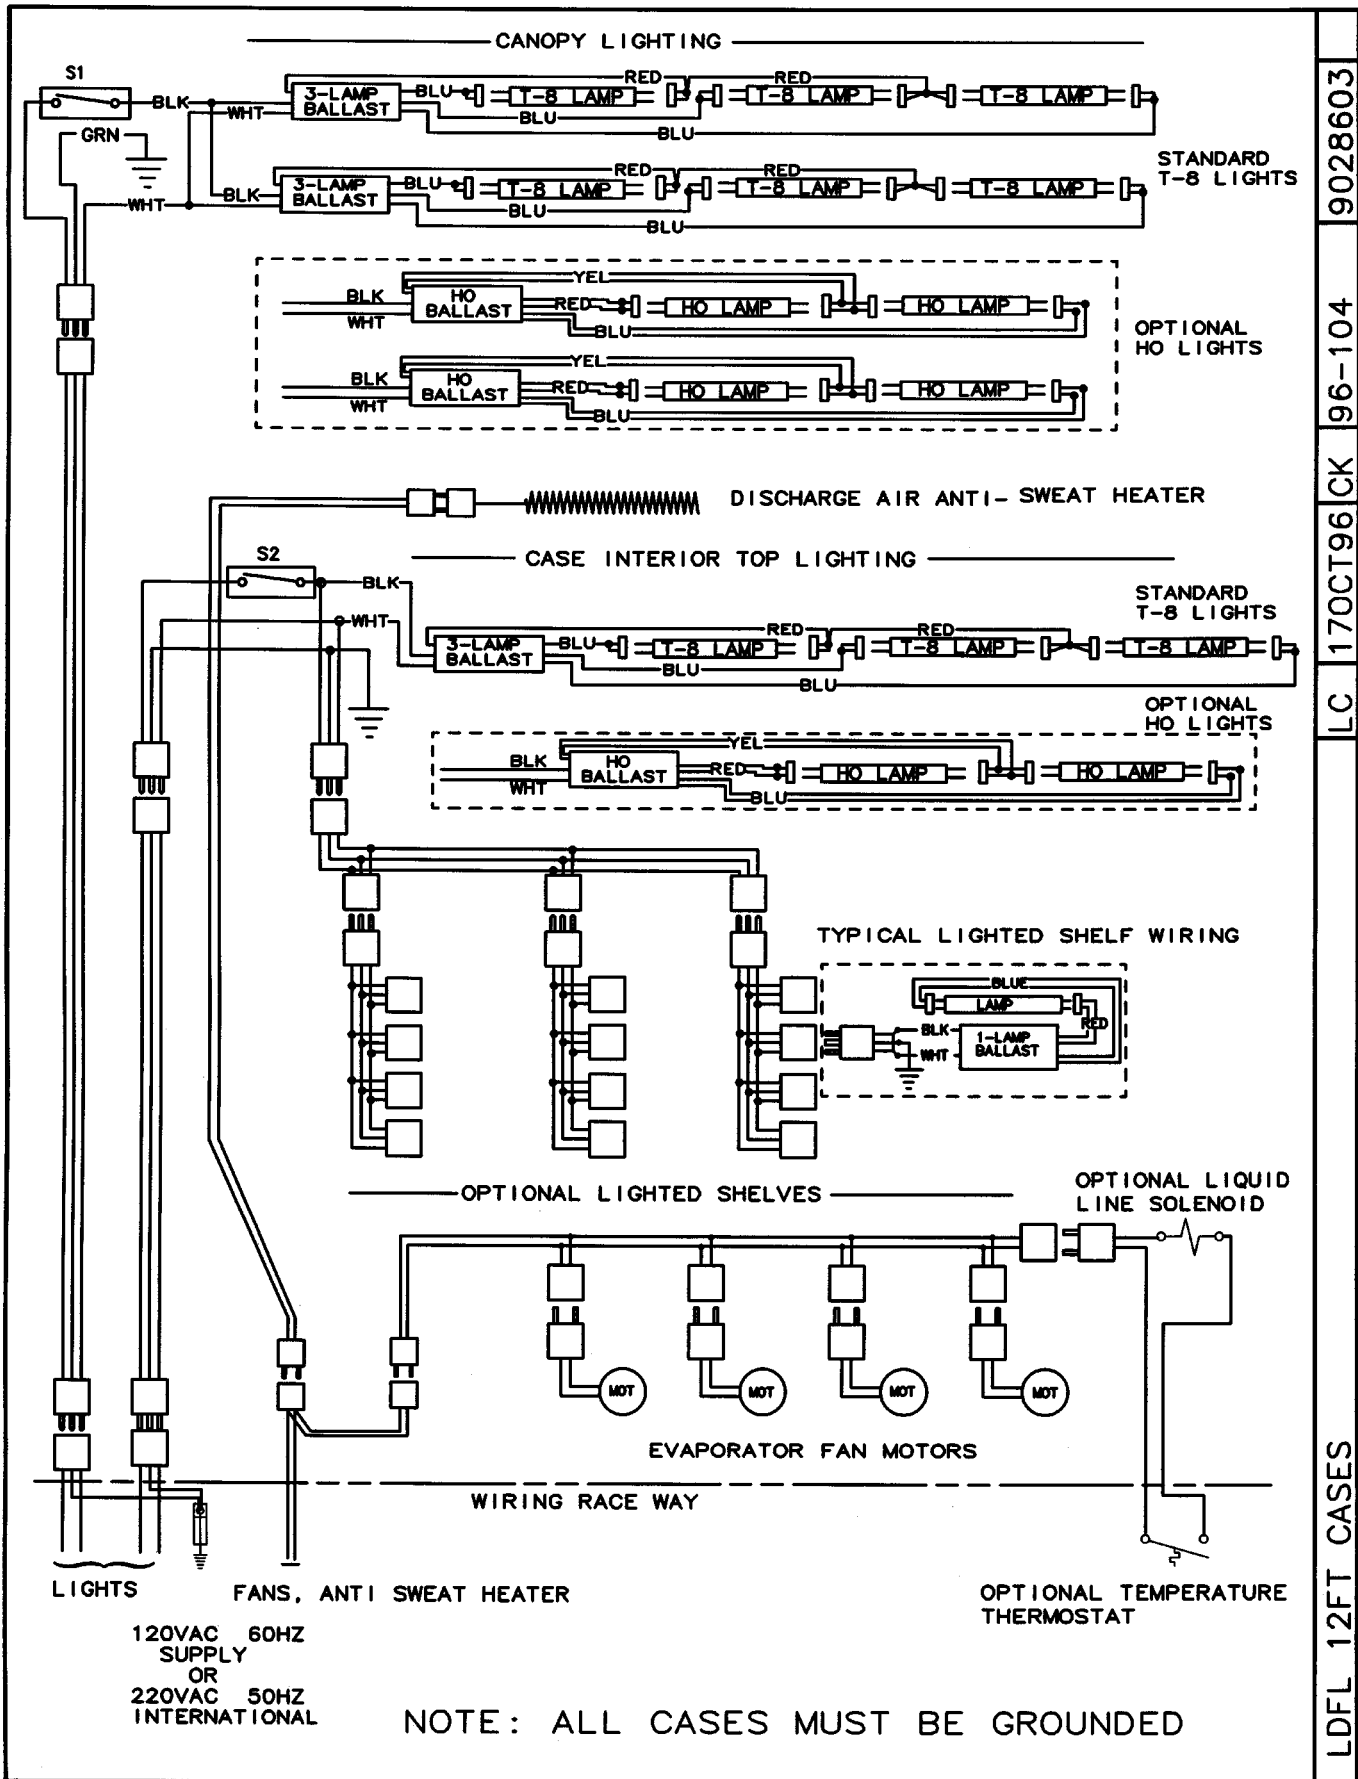 CANOPY LIGHTING
S1
BLK
WHT
GRN
3-LAMP
BALLAST
BLU
RED
RED
T-8 LAMP
T-8 LAMP
T-8 LAMP
BLU
BLU
STANDARD
T-8 LIGHTS
WHT
BLK
3-LAMP
BALLAST
BLU
RED
RED
T-8 LAMP
T-8 LAMP
T-8 LAMP
BLU
BLU
BLK
WHT
HO
BALLAST
YEL
RED
HO LAMP
HO LAMP
BLU
OPTIONAL
HO LIGHTS
BLK
WHT
HO
BALLAST
YEL
RED
HO LAMP
HO LAMP
BLU
DISCHARGE AIR ANTI- SWEAT HEATER
CASE INTERIOR TOP LIGHTING
S2
BLK
WHT
STANDARD
T-8 LIGHTS
3-LAMP
BALLAST
BLU
RED
RED
T-8 LAMP
T-8 LAMP
T-8 LAMP
BLU
BLU
OPTIONAL
HO LIGHTS
BLK
WHT
HO
BALLAST
YEL
RED
HO LAMP
HO LAMP
BLU
TYPICAL LIGHTED SHELF WIRING
BLUE
LAMP
RED
BLK
WHT
1-LAMP
BALLAST
OPTIONAL LIGHTED SHELVES
OPTIONAL LIQUID
LINE SOLENOID
MOT
MOT
MOT
MOT
EVAPORATOR FAN MOTORS
WIRING RACE WAY
LIGHTS
FANS, ANTI SWEAT HEATER
OPTIONAL TEMPERATURE
THERMOSTAT
120VAC 60HZ
SUPPLY
OR
220VAC 50HZ
INTERNATIONAL
NOTE: ALL CASES MUST BE GROUNDED
LDFL 12FT CASES
LC
17OCT96
CK
96-104
9028603